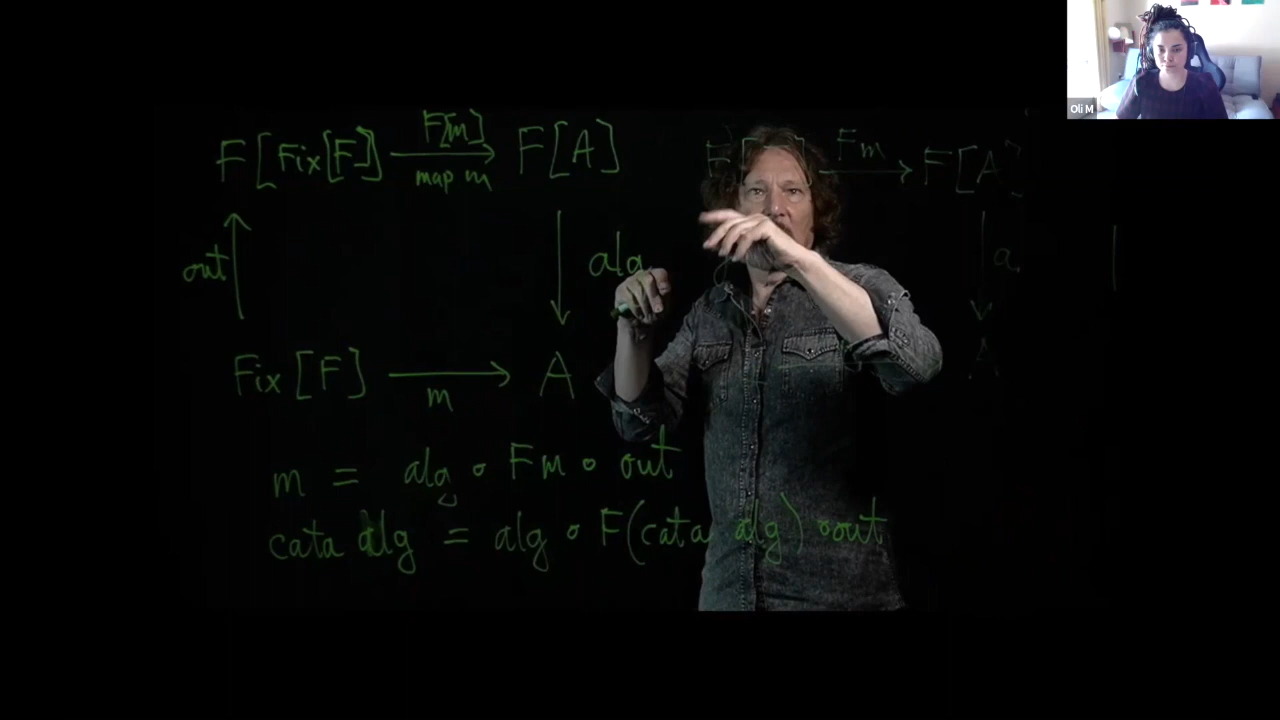 F[Fix[F]] F[m] F[A] Fm F[A]
map m
out alg a
Fix[F] m A A
m = alg ∘ Fm ∘ out
cata alg = alg ∘ F(cata alg) ∘ out
Oli M